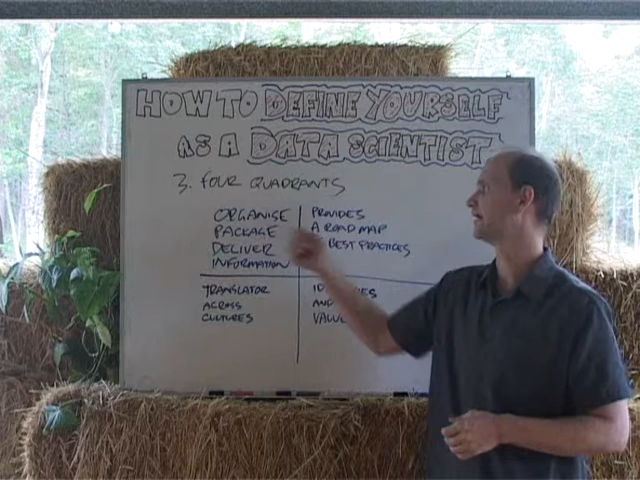 HOW TO DEFINE YOURSELF
AS A DATA SCIENTIST
3. FOUR QUADRANTS
ORGANISE
PACKAGE
DELIVER
INFORMATION
PROVIDES
A ROAD MAP
BEST PRACTICES
TRANSLATOR
ACROSS
CULTURES
AND